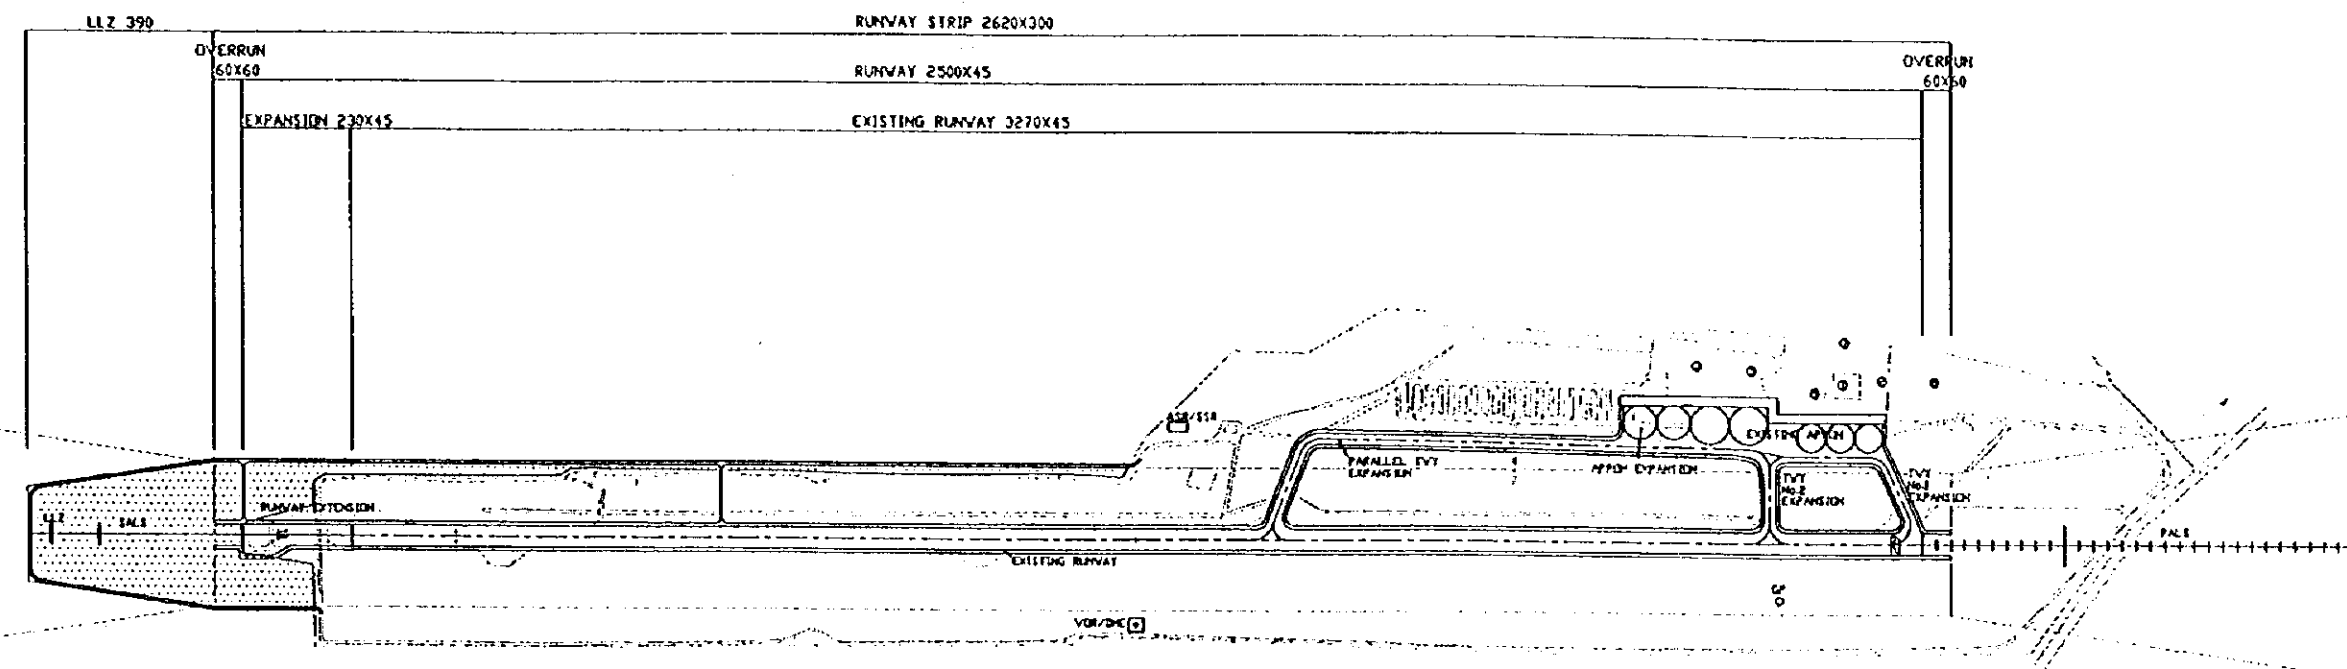 LLZ 390
RUNWAY STRIP 2620X300
OVERRUN
60X60
RUNWAY 2500X45
OVERRUN
60X60
EXPANSION 230X45
EXISTING RUNWAY 3270X45
ASR/SSR
EXISTING APRON
PARALLEL TWY
EXPANSION
APRON EXPANSION
TWY
No.2
EXPANSION
TWY
No.1
EXPANSION
RUNWAY EXTENSION
LLZ
SALS
PALS
EXISTING RUNWAY
GP
VOR/DME